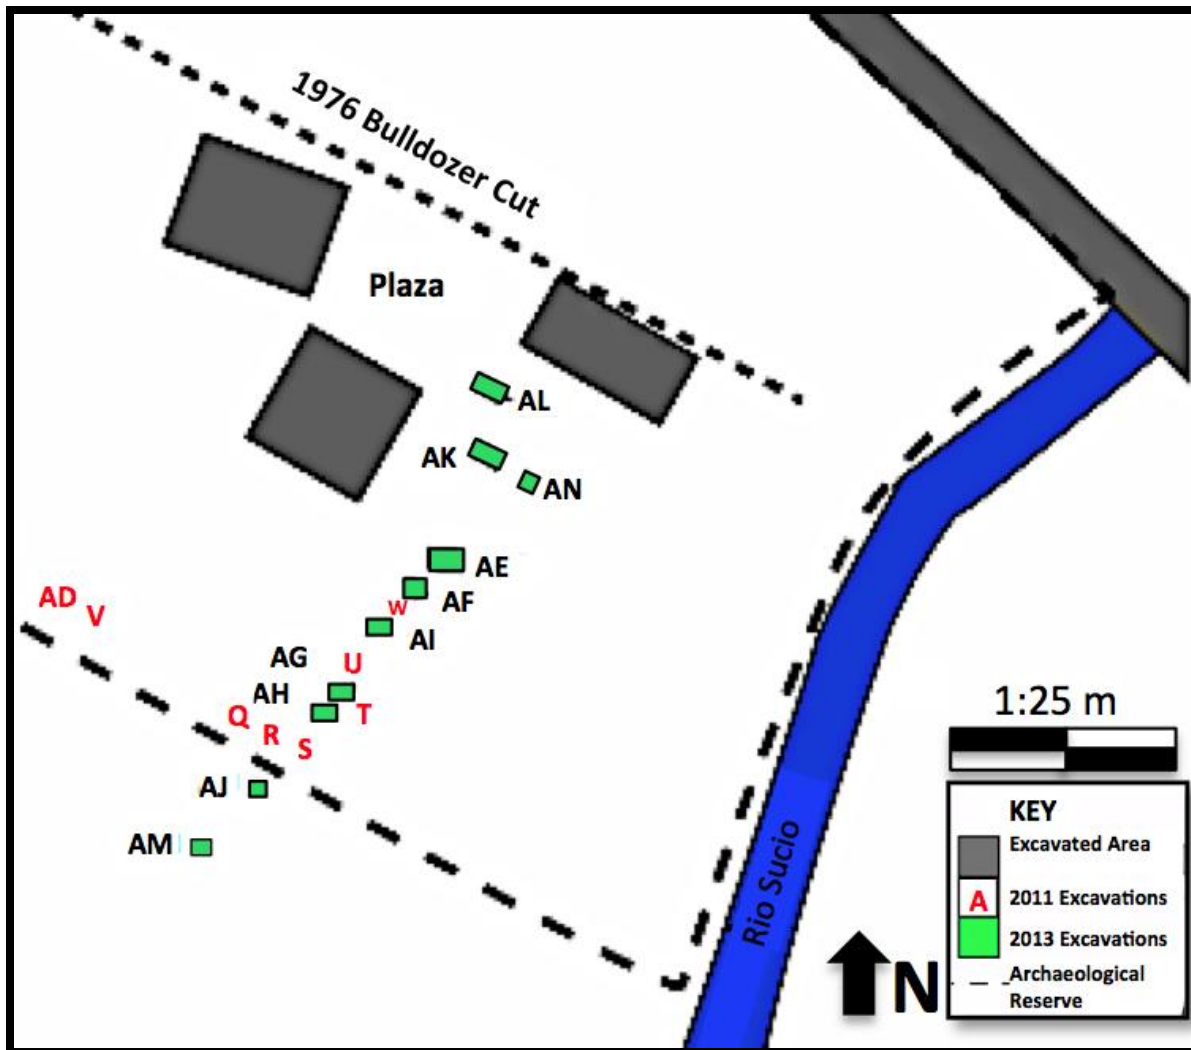 1976 Bulldozer Cut
Plaza
AL
AK
AN
AE
AD
V
W
AF
AI
AG
U
AH
Q
T
R
S
1:25 m
AJ
AM
Rio Sucio
N
KEY
Excavated Area
A 2011 Excavations
2013 Excavations
Archaeological
Reserve